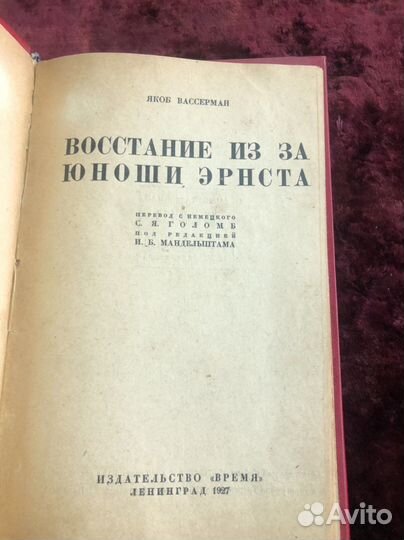 ЯКОБ ВАССЕРМАН
ВОССТАНИЕ ИЗ ЗА
ЮНОШИ ЭРНСТА
ПЕРЕВОД С НЕМЕЦКОГО
С. Я. ГОЛОМБ
ПОД РЕДАКЦИЕЙ
И. Б. МАНДЕЛЬШТАМА
ИЗДАТЕЛЬСТВО «ВРЕМЯ»
ЛЕНИНГРАД 1927
Avito